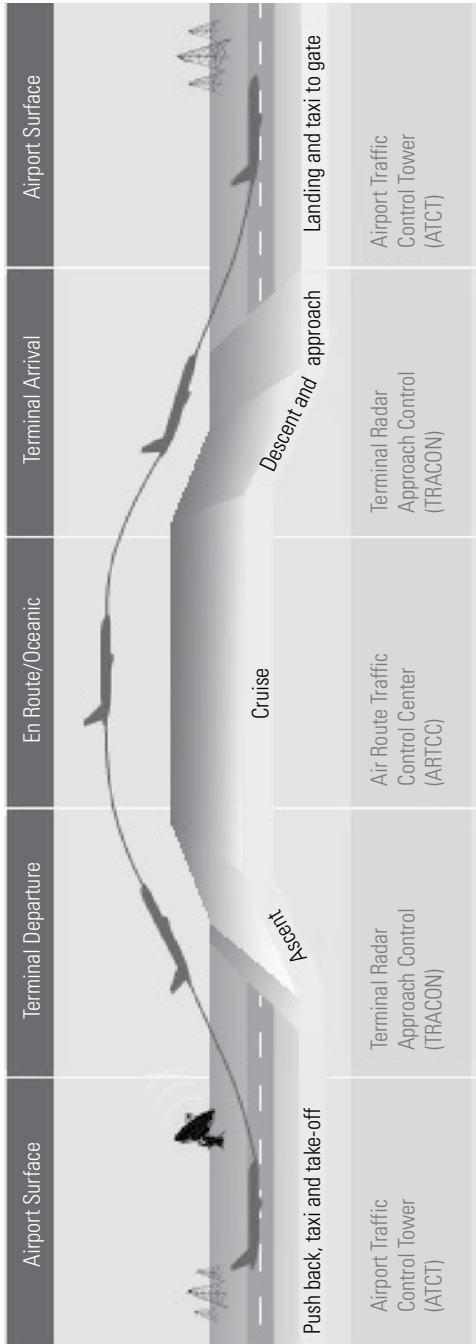 Airport Surface
Terminal Departure
En Route/Oceanic
Terminal Arrival
Airport Surface
Push back, taxi and take-off
Ascent
Cruise
Descent and approach
Landing and taxi to gate
Airport Traffic
Control Tower
(ATCT)
Terminal Radar
Approach Control
(TRACON)
Air Route Traffic
Control Center
(ARTCC)
Terminal Radar
Approach Control
(TRACON)
Airport Traffic
Control Tower
(ATCT)